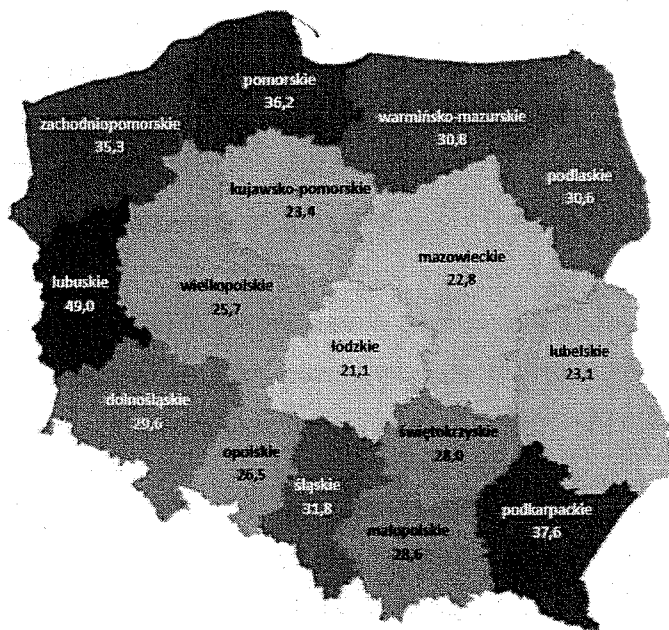 pomorskie
36,2
zachodniopomorskie
35,3
warmińsko-mazurskie
30,8
podlaskie
30,6
kujawsko-pomorskie
23,4
mazowieckie
22,8
lubuskie
49,0
wielkopolskie
25,7
łódzkie
21,1
lubelskie
23,1
dolnośląskie
29,6
świętokrzyskie
28,0
opolskie
26,5
śląskie
31,8
podkarpackie
37,6
małopolskie
28,6